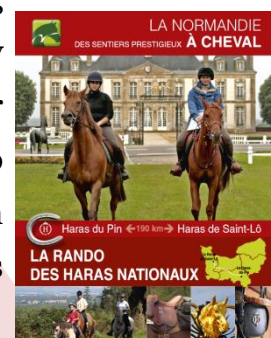 LA NORMANDIE
DES SENTIERS PRESTIGIEUX À CHEVAL
Haras du Pin ←190 km→ Haras de Saint-Lô
LA RANDO
DES HARAS NATIONAUX